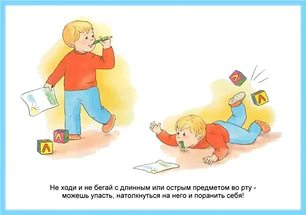 Не ходи и не бегай с длинным или острым предметом во рту -
можешь упасть, натолкнуться на него и поранить себя!